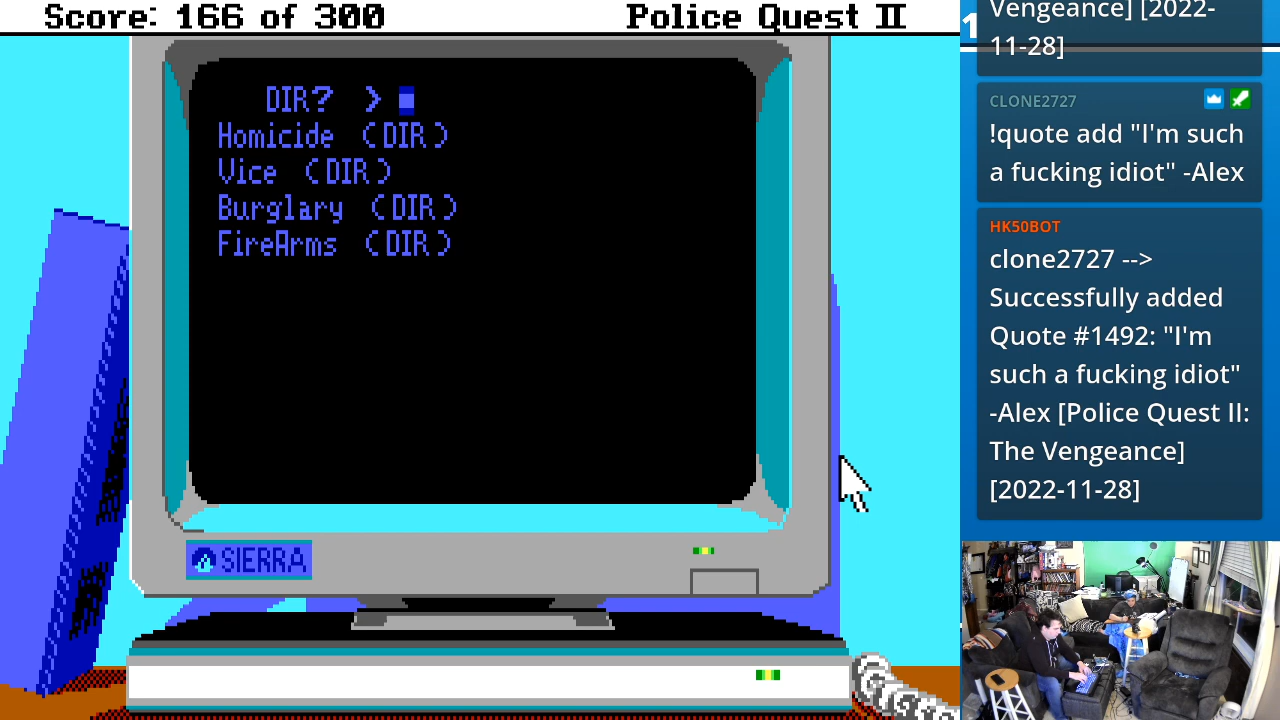 Score: 166 of 300
Police Quest II
DIR? >
Homicide (DIR)
Vice (DIR)
Burglary (DIR)
FireArms (DIR)
SIERRA
1
Vengeance] [2022-
11-28]
CLONE2727
!quote add "I'm such
a fucking idiot" -Alex
HK50BOT
clone2727 -->
Successfully added
Quote #1492: "I'm
such a fucking idiot"
-Alex [Police Quest II:
The Vengeance]
[2022-11-28]